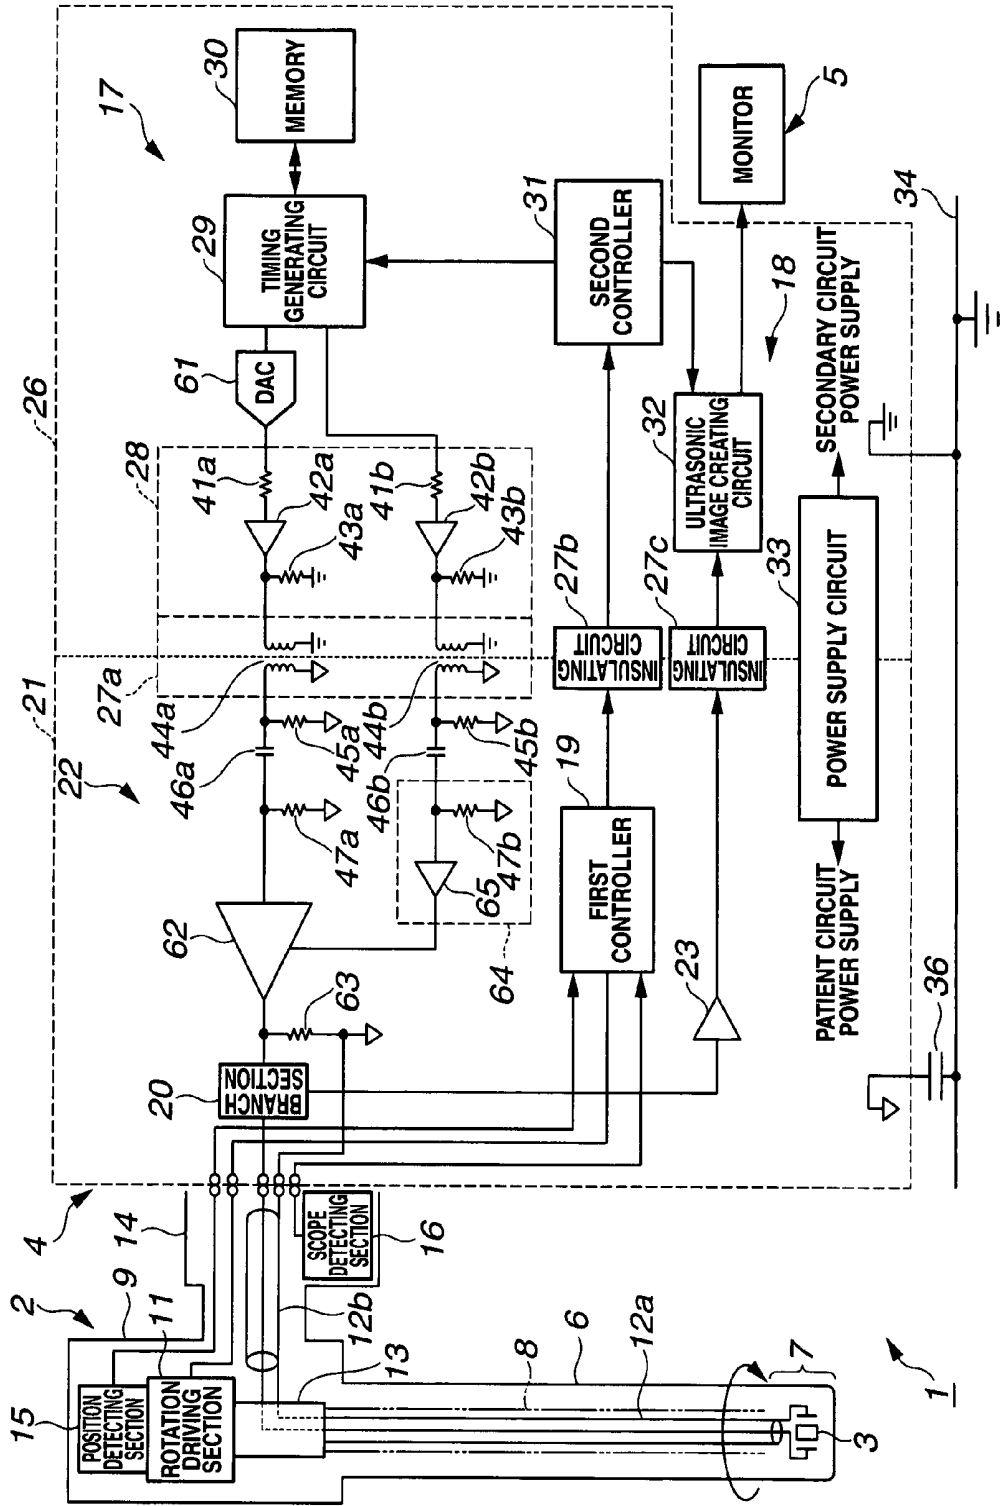 17
30
MEMORY
29
TIMING
GENERATING
CIRCUIT
61
DAC
26
28
41a
42a
43a
41b
42b
43b
21
27a
22
44a
46a
45a
44b
46b
45b
47a
62
65
47b
64
63
20
BRANCH
SECTION
31
SECOND
CONTROLLER
MONITOR
5
18
32
ULTRASONIC
IMAGE CREATING
CIRCUIT
27b
INSULATING
CIRCUIT
27c
INSULATING
CIRCUIT
19
FIRST
CONTROLLER
23
33
POWER SUPPLY CIRCUIT
SECONDARY CIRCUIT
POWER SUPPLY
PATIENT CIRCUIT
POWER SUPPLY
34
36
4
14
2
9
11
15
POSITION
DETECTING
SECTION
ROTATION
DRIVING
SECTION
SCOPE
DETECTING
SECTION
16
12b
13
8
6
12a
7
3
1